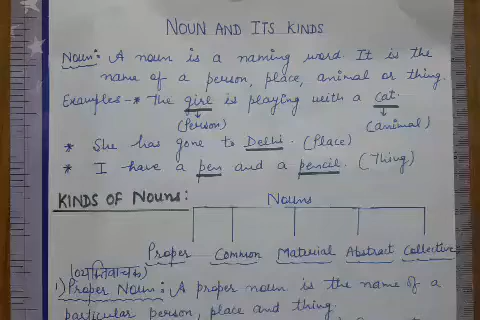 NOUN AND ITS KINDS
Noun: A noun is a naming word. It is the
name of a person, place, animal or thing.
Examples-* The girl is playing with a cat.
(Person) (animal)
* She has gone to Delhi. (Place)
* I have a pen and a pencil. (Thing)
KINDS OF NOUNS: Nouns
Proper Common Material Abstract Collective
(व्यक्तिवाचक)
1) Proper Noun: A proper noun is the name of a
particular person, place and thing.